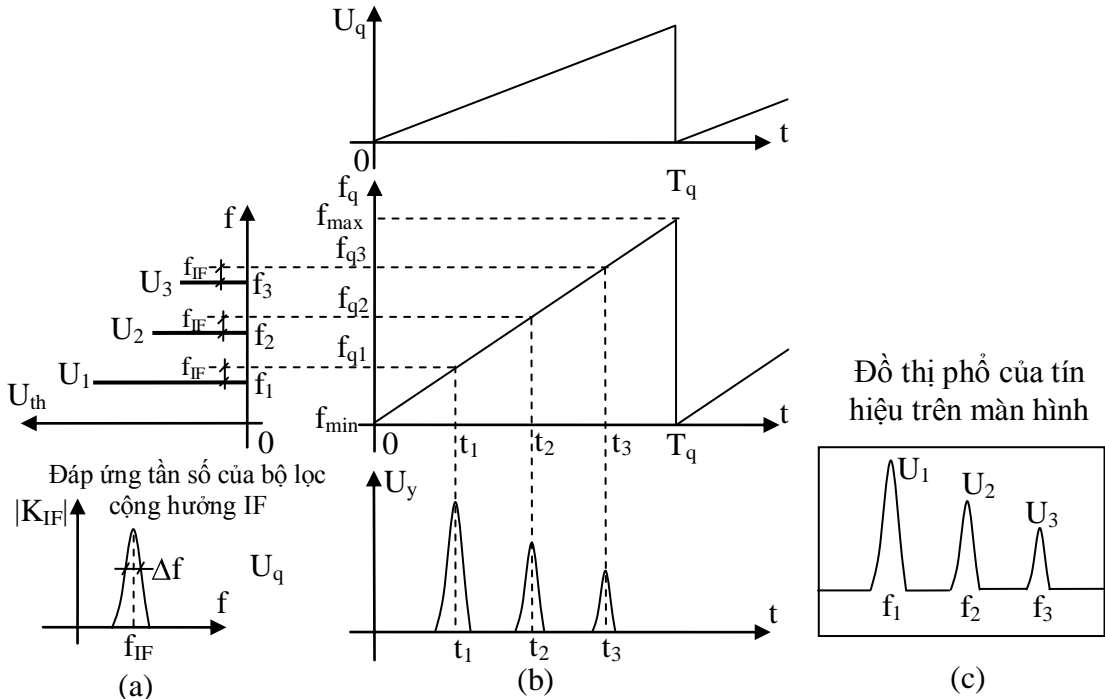 U_q
t
0
T_q
f_q
f
f_max
f_q3
f_IF
U_3
f_3
f_q2
f_IF
U_2
f_2
f_q1
f_IF
U_1
f_1
U_th
0
f_min
0
t_1
t_2
t_3
T_q
t
Đồ thị phổ của tín
hiệu trên màn hình
Đáp ứng tần số của bộ lọc
cộng hưởng IF
|K_IF|
Δf
f
f_IF
U_q
U_y
t
t_1
t_2
t_3
U_1
U_2
U_3
f_1
f_2
f_3
(a)
(b)
(c)